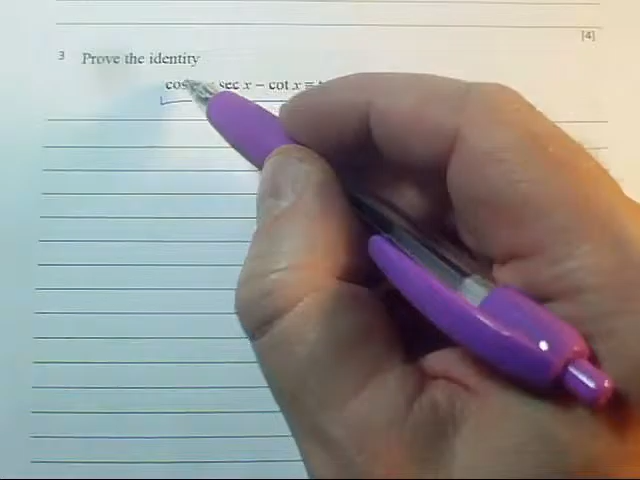 [4]
3 Prove the identity
sec x − cot x ≡